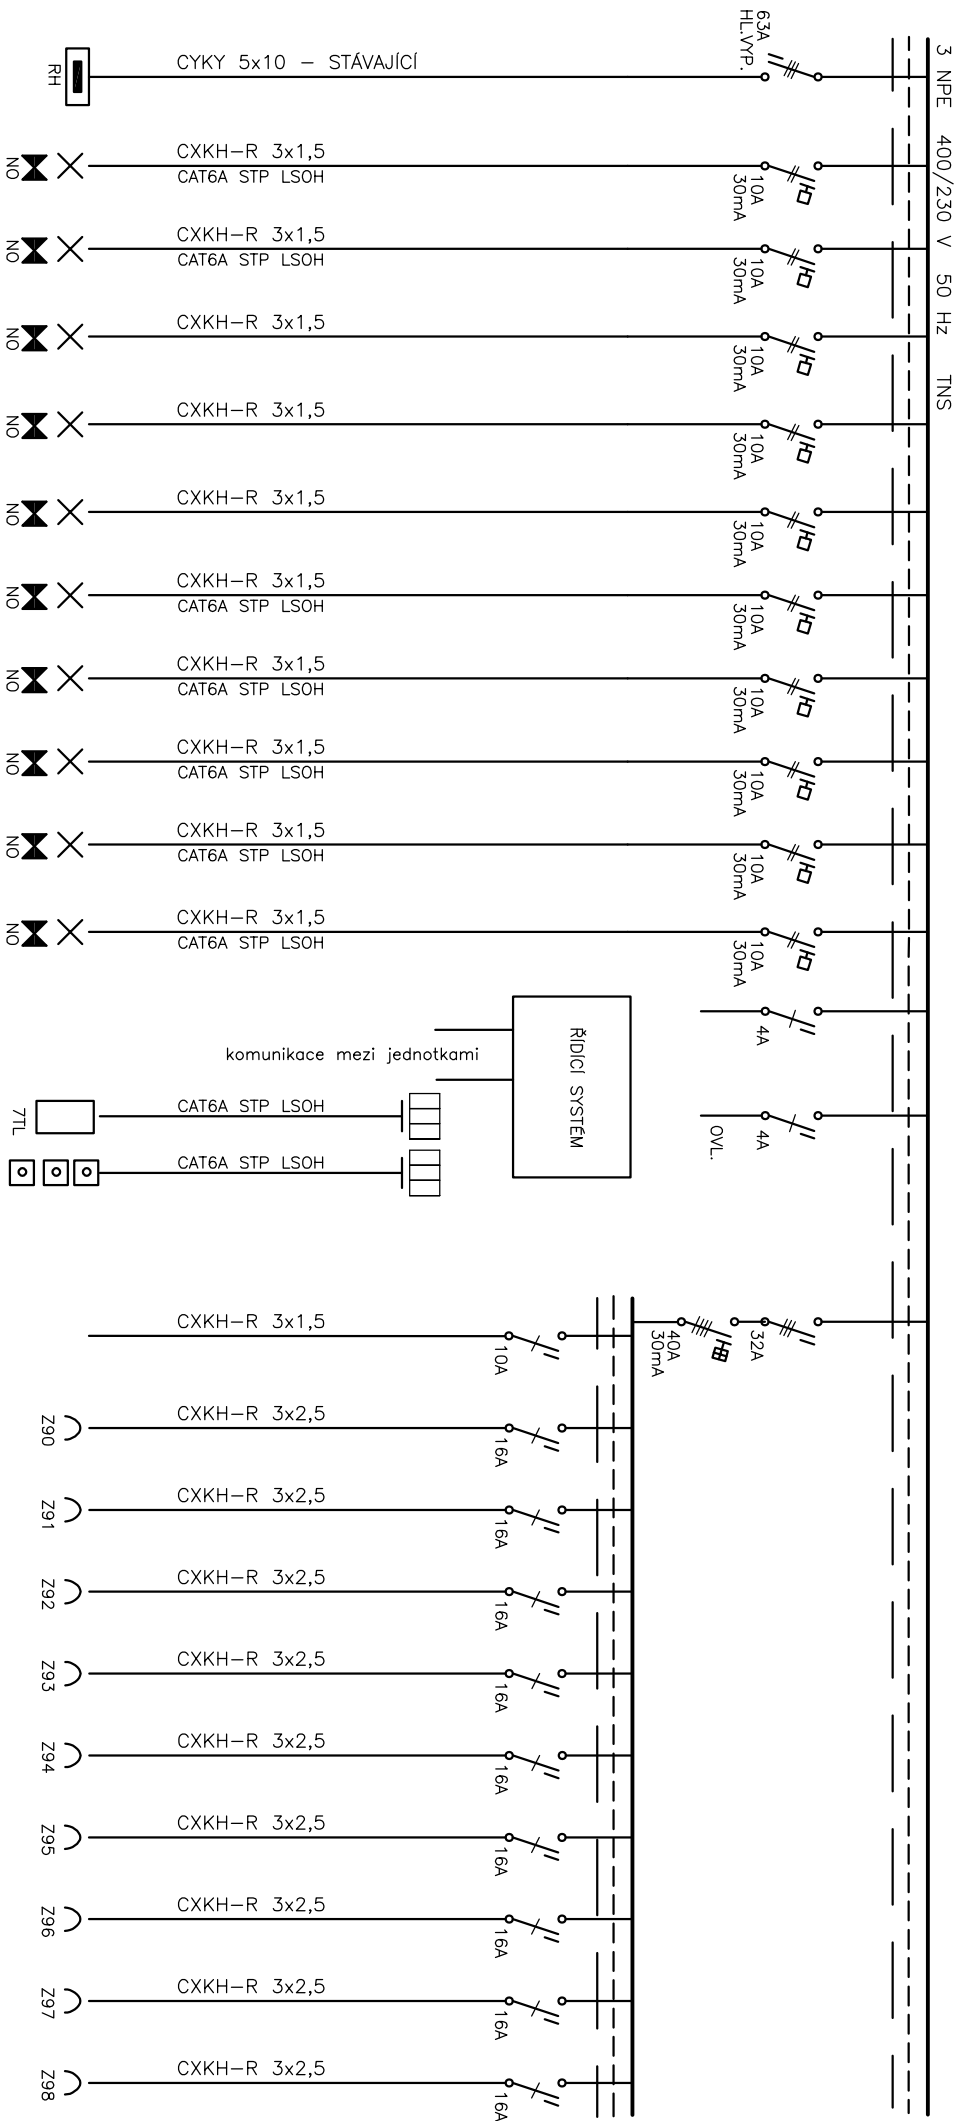 3 NPE 400/230 V 50 Hz TNS
63A
HL.VYP.
CYKY 5x10 – STÁVAJÍCÍ
RH
CXKH–R 3x1,5
CAT6A STP LSOH
10A
30mA
NO
CXKH–R 3x1,5
CAT6A STP LSOH
10A
30mA
NO
CXKH–R 3x1,5
10A
30mA
NO
CXKH–R 3x1,5
10A
30mA
NO
CXKH–R 3x1,5
10A
30mA
NO
CXKH–R 3x1,5
CAT6A STP LSOH
10A
30mA
NO
CXKH–R 3x1,5
CAT6A STP LSOH
10A
30mA
NO
CXKH–R 3x1,5
CAT6A STP LSOH
10A
30mA
NO
CXKH–R 3x1,5
CAT6A STP LSOH
10A
30mA
NO
CXKH–R 3x1,5
CAT6A STP LSOH
10A
30mA
NO
4A
ŘÍDÍCÍ SYSTÉM
komunikace mezi jednotkami
4A
OVL.
CAT6A STP LSOH
7TL
CAT6A STP LSOH
32A
40A
30mA
CXKH–R 3x1,5
10A
CXKH–R 3x2,5
16A
Z90
CXKH–R 3x2,5
16A
Z91
CXKH–R 3x2,5
16A
Z92
CXKH–R 3x2,5
16A
Z93
CXKH–R 3x2,5
16A
Z94
CXKH–R 3x2,5
16A
Z95
CXKH–R 3x2,5
16A
Z96
CXKH–R 3x2,5
16A
Z97
CXKH–R 3x2,5
16A
Z98